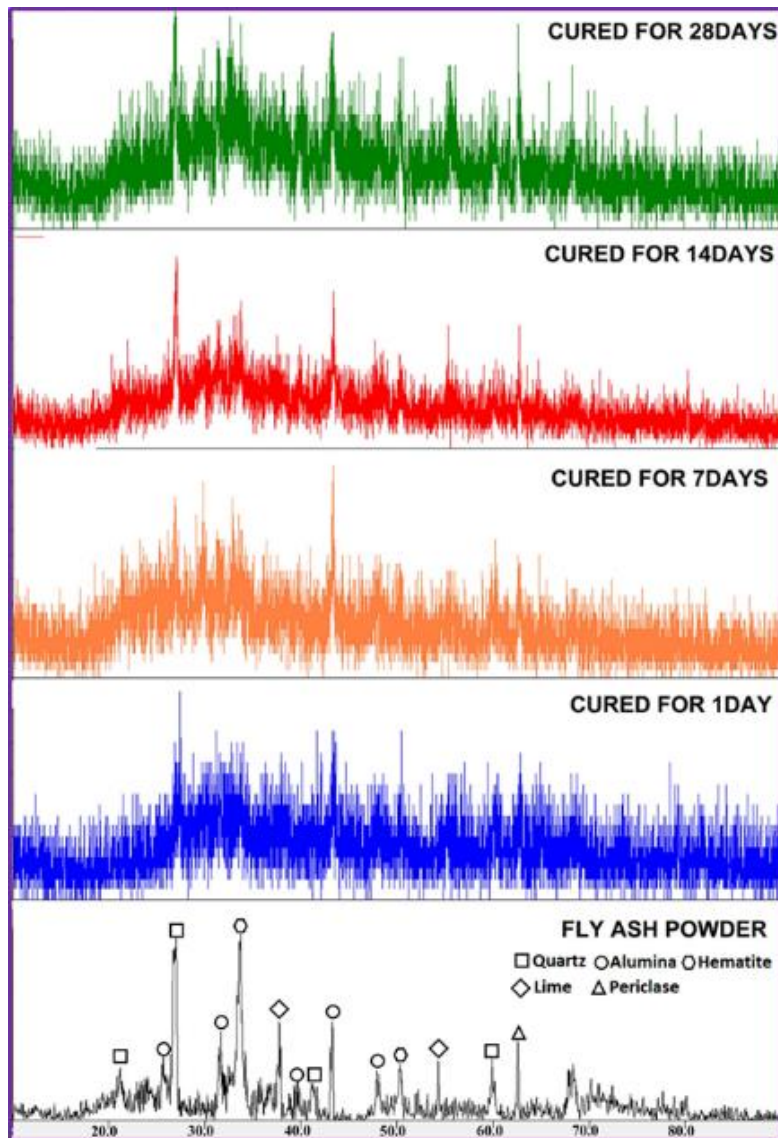 CURED FOR 28DAYS
CURED FOR 14DAYS
CURED FOR 7DAYS
CURED FOR 1DAY
FLY ASH POWDER
Quartz Alumina Hematite
Lime Periclase
20.0 30.0 40.0 50.0 60.0 70.0 80.0